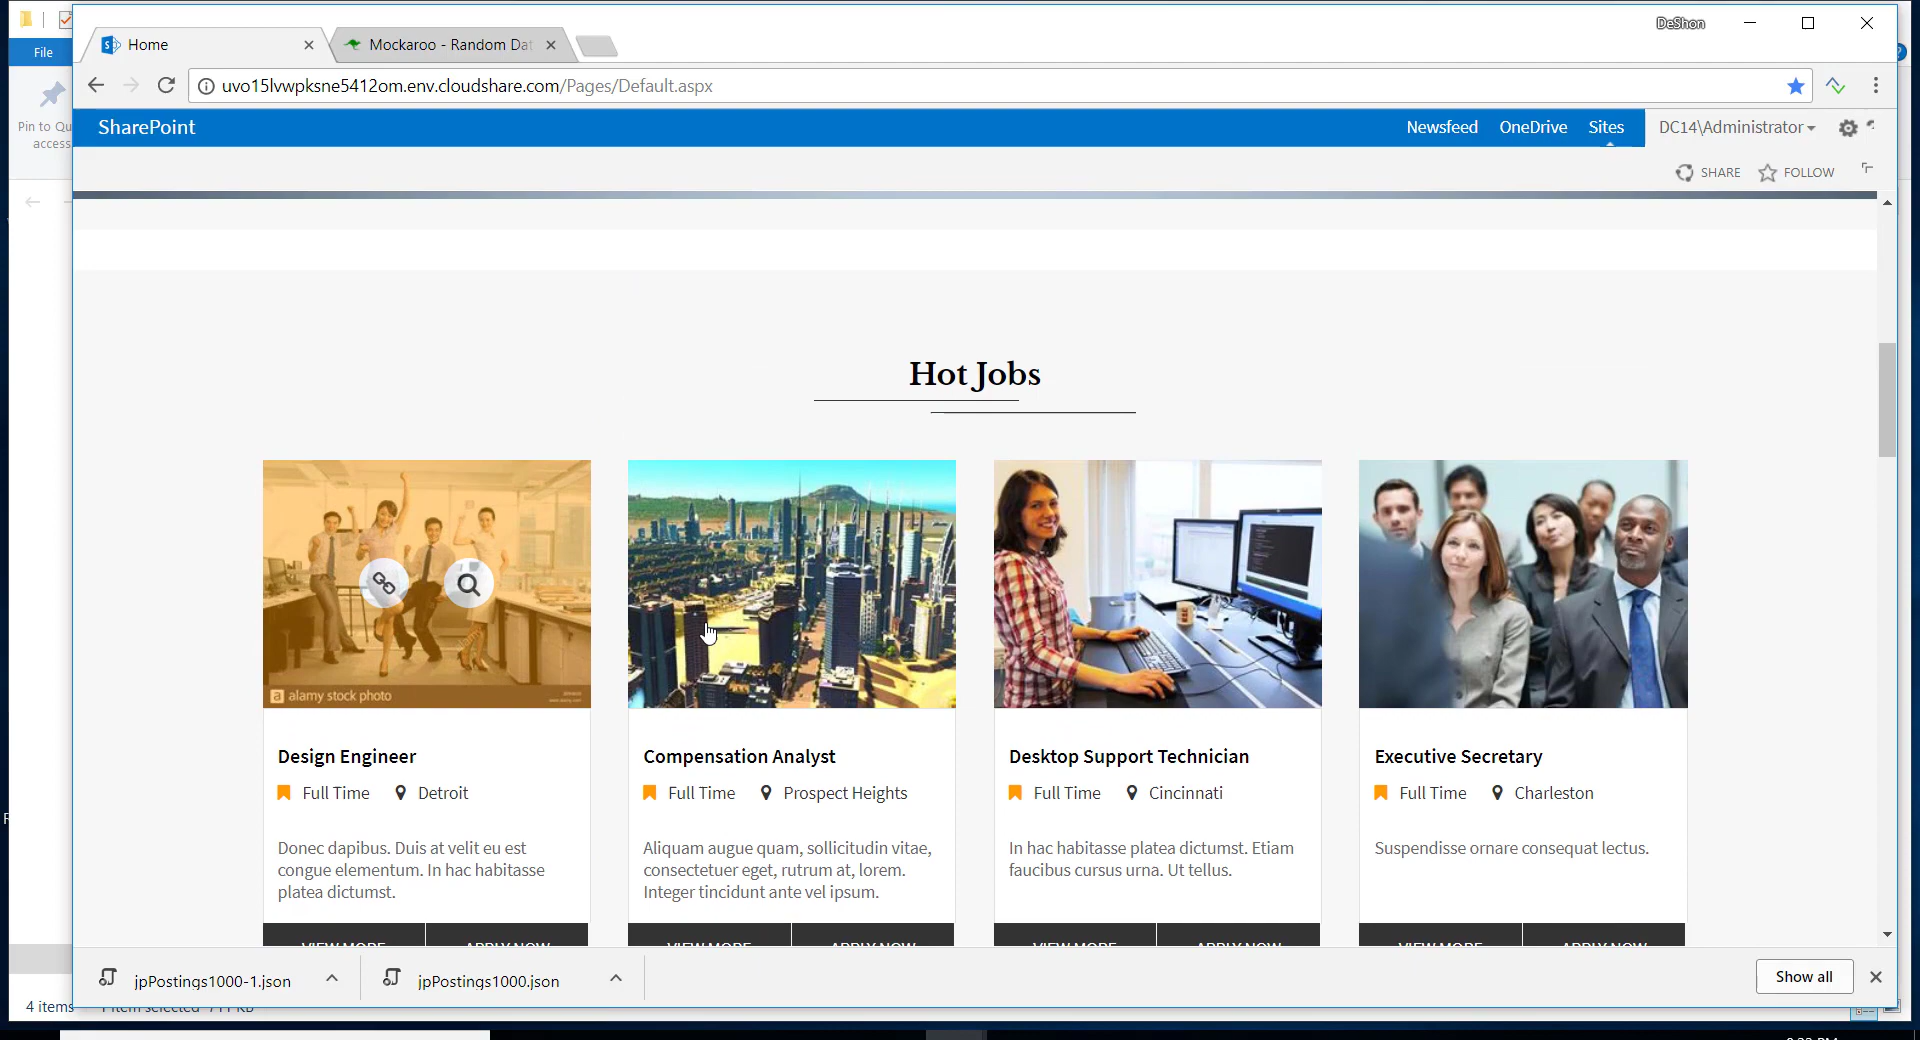 DeShon
Home
Mockaroo - Random Dat
File
uvo15lvwpksne5412om.env.cloudshare.com/Pages/Default.aspx
Pin to Qu
access
SharePoint
Newsfeed OneDrive Sites DC14\Administrator
SHARE FOLLOW
Hot Jobs
a alamy stock photo
Design Engineer
Full Time Detroit
Donec dapibus. Duis at velit eu est
congue elementum. In hac habitasse
platea dictumst.
VIEW MORE APPLY NOW
Compensation Analyst
Full Time Prospect Heights
Aliquam augue quam, sollicitudin vitae,
consectetuer eget, rutrum at, lorem.
Integer tincidunt ante vel ipsum.
VIEW MORE APPLY NOW
Desktop Support Technician
Full Time Cincinnati
In hac habitasse platea dictumst. Etiam
faucibus cursus urna. Ut tellus.
VIEW MORE APPLY NOW
Executive Secretary
Full Time Charleston
Suspendisse ornare consequat lectus.
VIEW MORE APPLY NOW
jpPostings1000-1.json
jpPostings1000.json
Show all
4 items